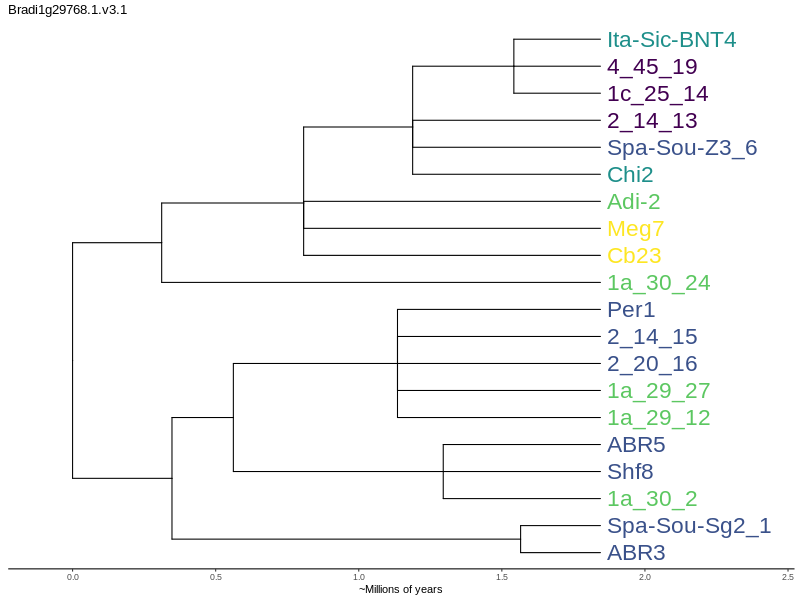 Bradi1g29768.1.v3.1
Ita-Sic-BNT4
4_45_19
1c_25_14
2_14_13
Spa-Sou-Z3_6
Chi2
Adi-2
Meg7
Cb23
1a_30_24
Per1
2_14_15
2_20_16
1a_29_27
1a_29_12
ABR5
Shf8
1a_30_2
Spa-Sou-Sg2_1
ABR3
0.0 0.5 1.0 1.5 2.0 2.5
~Millions of years